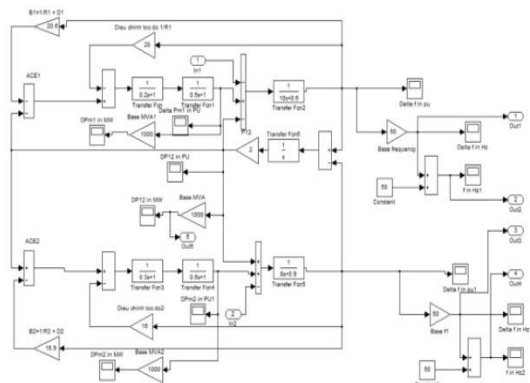 B1=1/R1 + D1
20.6
Dieu chinh toc do 1/R1
20
1
In1
ACE1
1
0.2s+1
Transfer Fcn
1
0.5s+1
Transfer Fcn1
1
10s+0.6
Transfer Fcn2
Delta f in pu
Base MVA1
Delta Pm1 in PU
DPm1 in MW
1000
P12
50
Base frequency
Delta f in Hz
1
Out1
2
1
s
Transfer Fcn6
DP12 in PU
50
Constant
f in Hz1
2
Out2
Base MVA
DP12 in MW
1000
5
Out5
3
Out3
ACE2
1
0.3s+1
Transfer Fcn3
1
0.6s+1
Transfer Fcn4
1
8s+0.9
Transfer Fcn5
Delta f in pu1
4
Out4
Dieu chinh toc do2
16
DPm2 in PU1
2
In2
50
Base f1
Delta f in Hz
B2=1/R2 + D2
16.9
Base MVA2
DPm2 in MW
1000
50
f in Hz2